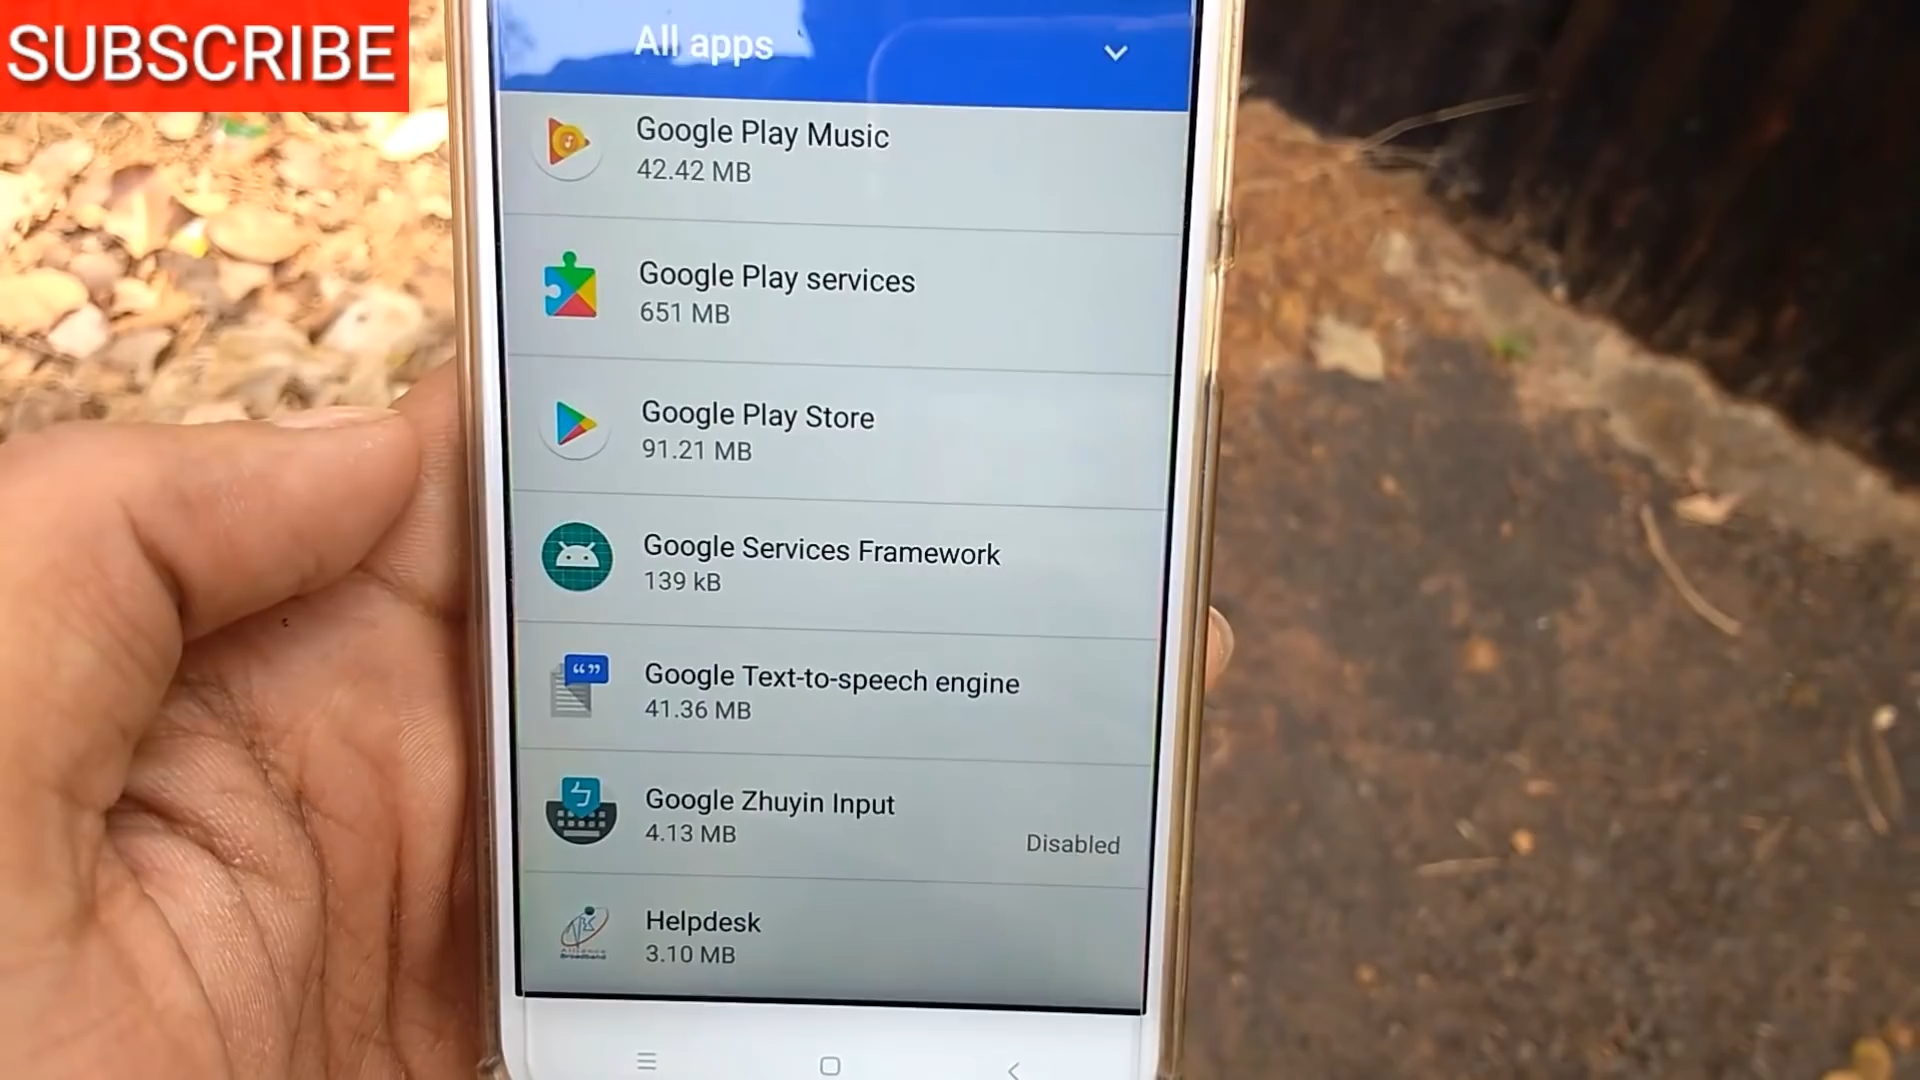 SUBSCRIBE
All apps
Google Play Music
42.42 MB
Google Play services
651 MB
Google Play Store
91.21 MB
Google Services Framework
139 kB
Google Text-to-speech engine
41.36 MB
Google Zhuyin Input
4.13 MB
Disabled
Helpdesk
3.10 MB